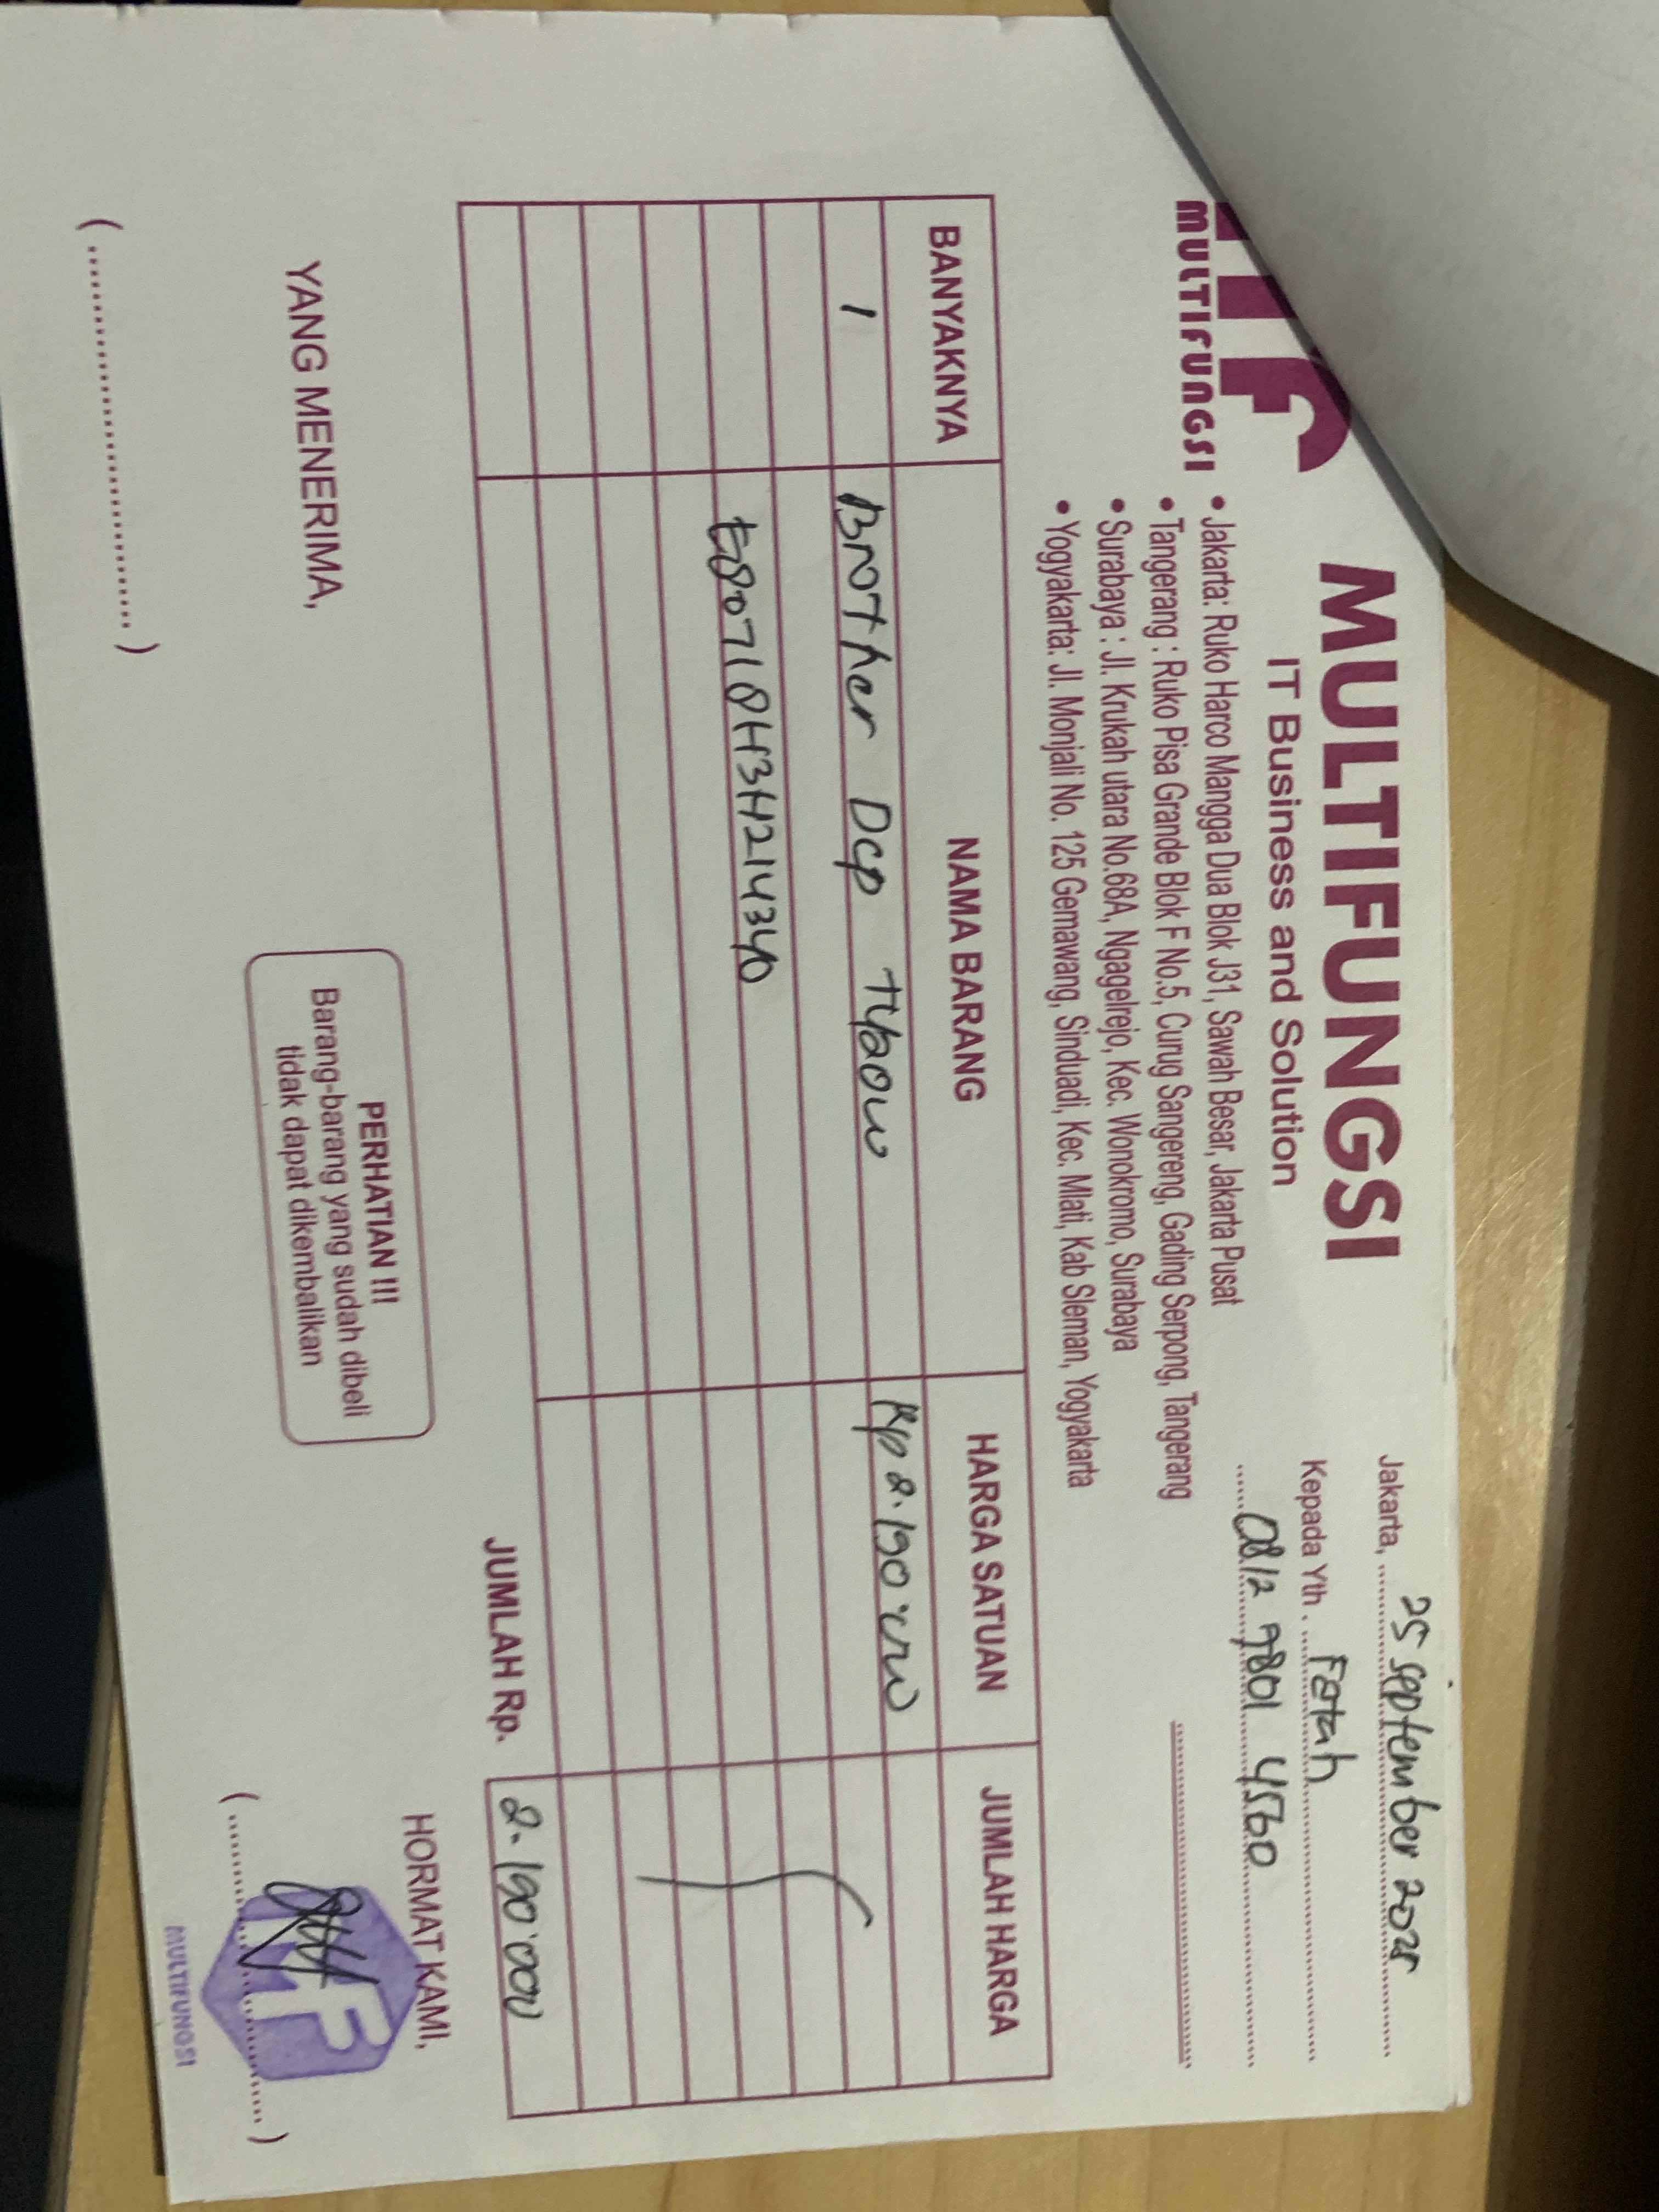 MULTIFUNGSI
IT Business and Solution
MULTIFUNGSI
• Jakarta: Ruko Harco Mangga Dua Blok J31, Sawah Besar, Jakarta Pusat
• Tangerang : Ruko Pisa Grande Blok F No.5, Curug Sangereng, Gading Serpong, Tangerang
• Surabaya : Jl. Krukah utara No.68A, Ngagelrejo, Kec. Wonokromo, Surabaya
• Yogyakarta: Jl. Monjali No. 125 Gemawang, Sinduadi, Kec. Mlati, Kab Sleman, Yogyakarta
Jakarta, 25 September
Kepada Yth. Fatah
0812 9801 4560
BANYAKNYA NAMA BARANG HARGA SATUAN JUMLAH HARGA
1 Brother Dcp Rp 2.190.000
E80718H3H214340
JUMLAH Rp. 2.190.000
YANG MENERIMA,
(....................................)
PERHATIAN !!!
Barang-barang yang sudah dibeli
tidak dapat dikembalikan
HORMAT KAMI,
(....................................)
MF
MULTIFUNGSI